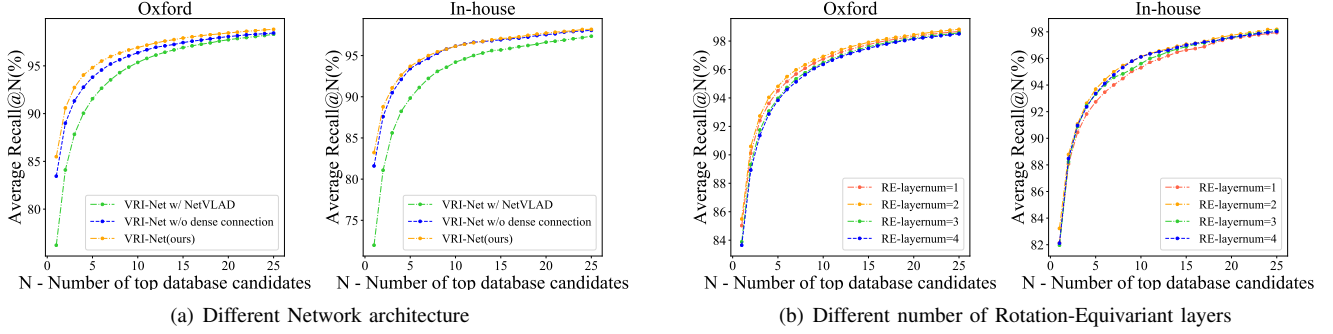 Oxford
Average Recall@N(%)
95
90
85
80
0 5 10 15 20 25
N - Number of top database candidates
VRI-Net w/ NetVLAD
VRI-Net w/o dense connection
VRI-Net(ours)
In-house
Average Recall@N(%)
95
90
85
80
75
0 5 10 15 20 25
N - Number of top database candidates
VRI-Net w/ NetVLAD
VRI-Net w/o dense connection
VRI-Net(ours)
(a) Different Network architecture
Oxford
Average Recall@N(%)
98
96
94
92
90
88
86
84
0 5 10 15 20 25
N - Number of top database candidates
RE-layernum=1
RE-layernum=2
RE-layernum=3
RE-layernum=4
In-house
Average Recall@N(%)
98
96
94
92
90
88
86
84
82
0 5 10 15 20 25
N - Number of top database candidates
RE-layernum=1
RE-layernum=2
RE-layernum=3
RE-layernum=4
(b) Different number of Rotation-Equivariant layers